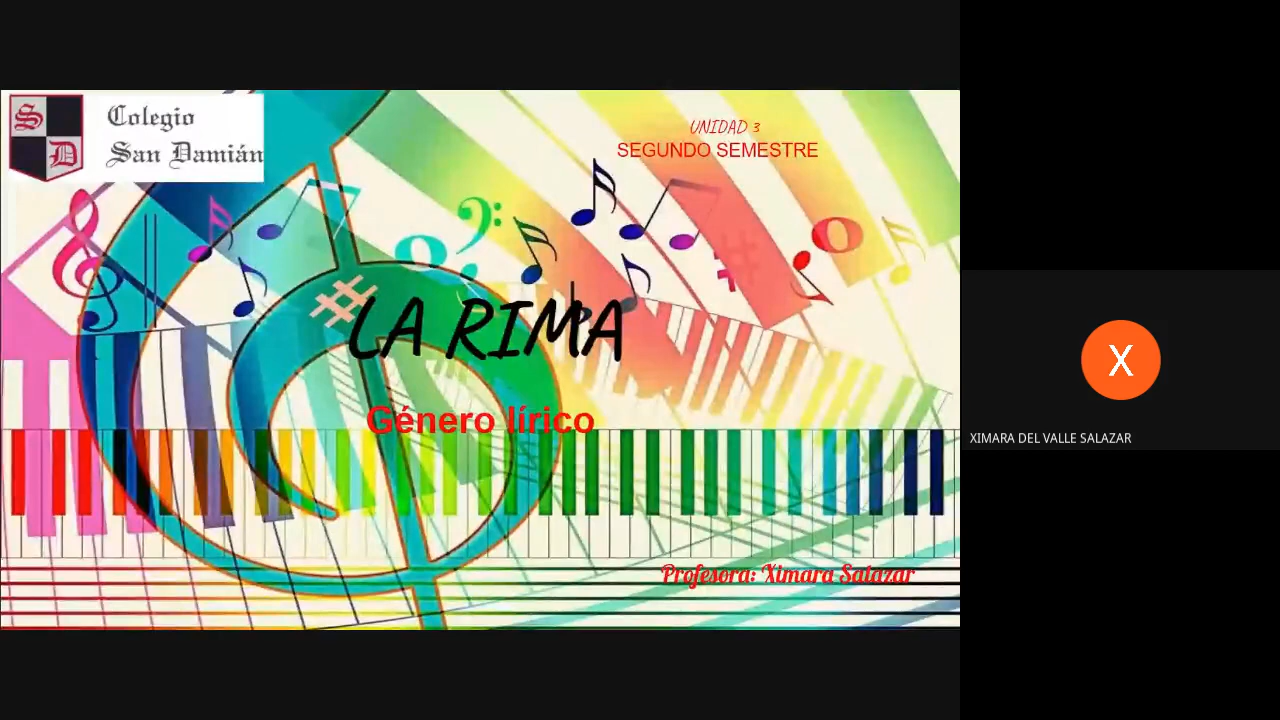 S
D
Colegio
San Damián
UNIDAD 3
SEGUNDO SEMESTRE
LA RIMA
Género lírico
Profesora: Ximara Salazar
X
XIMARA DEL VALLE SALAZAR